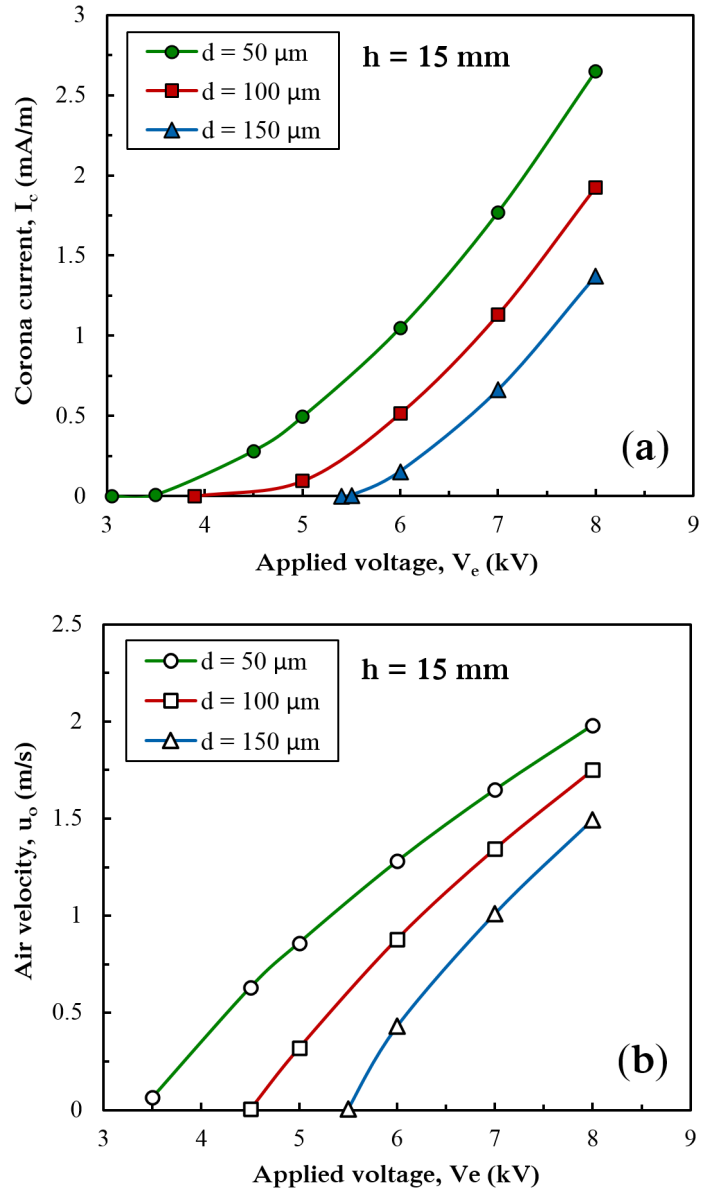 3
2.5
2
1.5
1
0.5
0
Corona current, I_c (mA/m)
d = 50 μm
d = 100 μm
d = 150 μm
h = 15 mm
(a)
3 4 5 6 7 8 9
Applied voltage, V_e (kV)
2.5
2
1.5
1
0.5
0
Air velocity, u_o (m/s)
d = 50 μm
d = 100 μm
d = 150 μm
h = 15 mm
(b)
3 4 5 6 7 8 9
Applied voltage, Ve (kV)